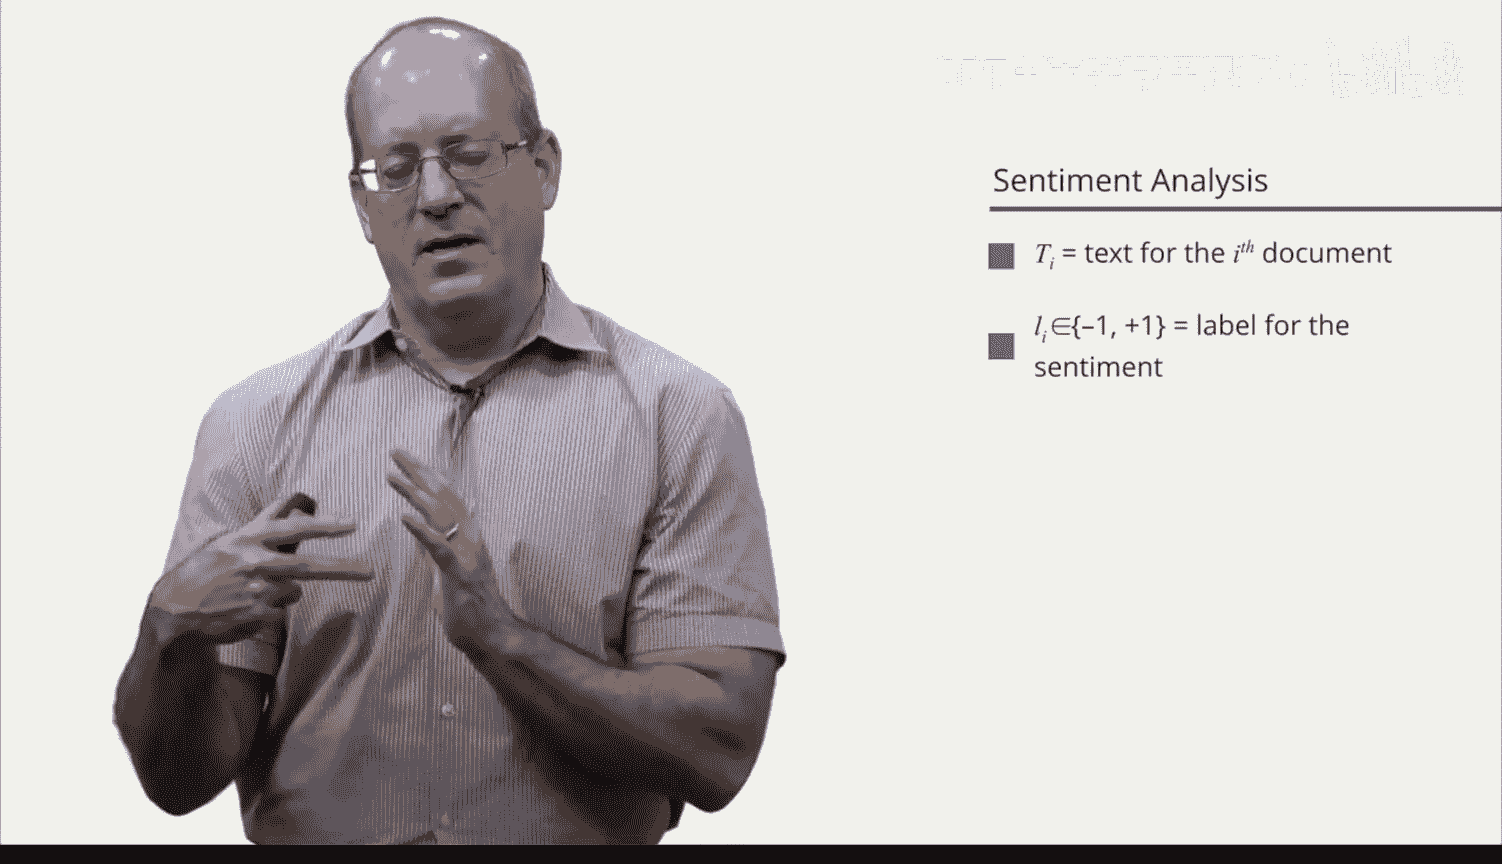 Sentiment Analysis
Tᵢ = text for the iᵗʰ document
lᵢ∈{–1, +1} = label for the
sentiment